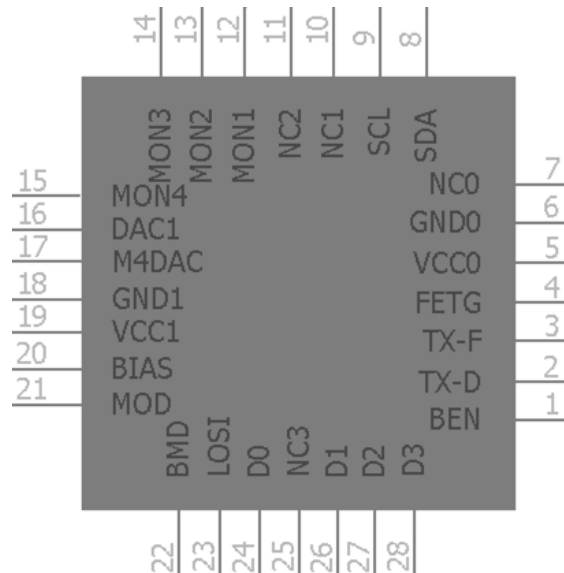 14 13 12 11 10 9 8
MON3 MON2 MON1 NC2 NC1 SCL SDA
15 MON4
16 DAC1
17 M4DAC
18 GND1
19 VCC1
20 BIAS
21 MOD
NC0 7
GND0 6
VCC0 5
FETG 4
TX-F 3
TX-D 2
BEN 1
BMD LOSI D0 NC3 D1 D2 D3
22 23 24 25 26 27 28